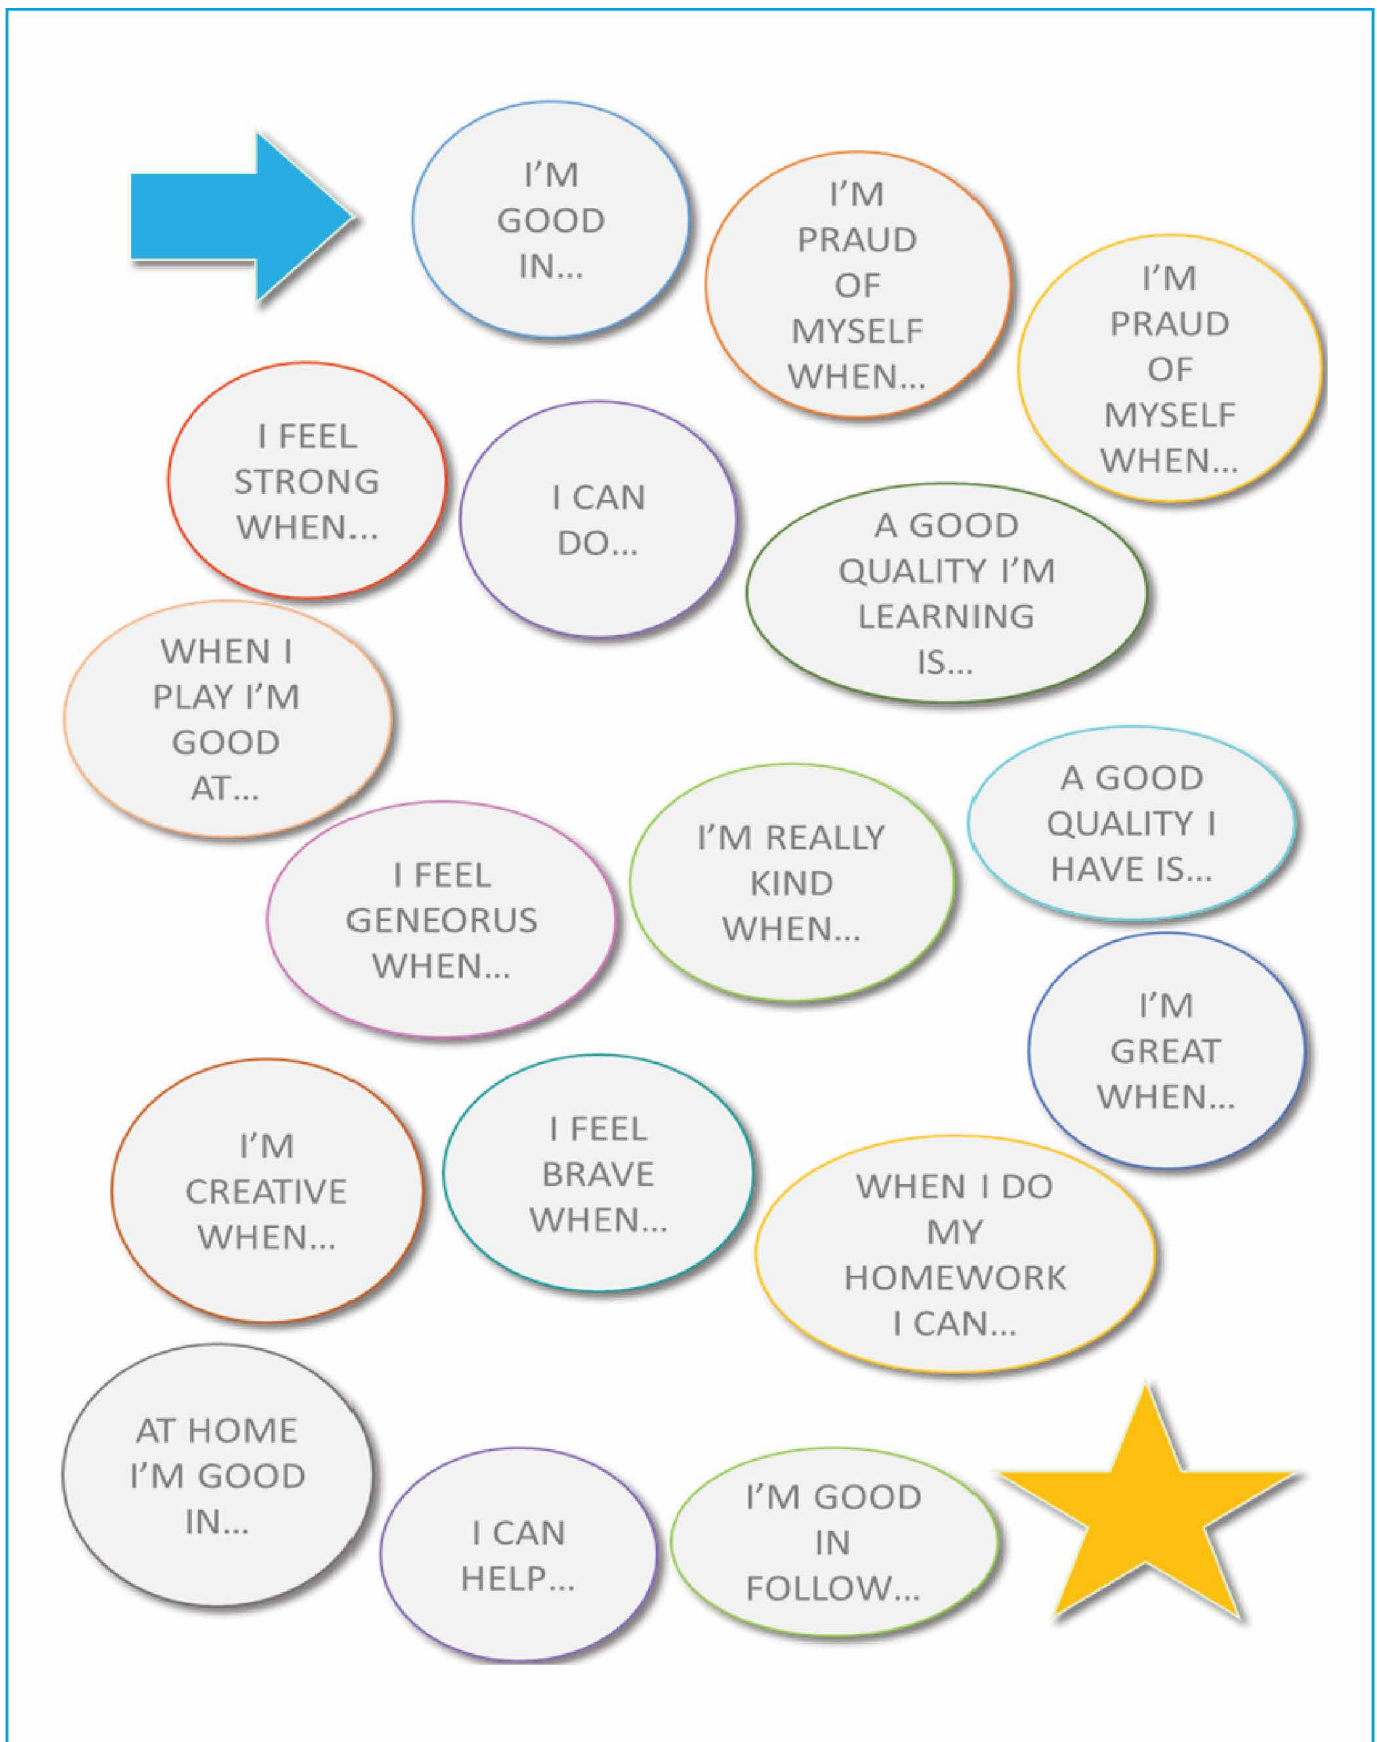 I'M
GOOD
IN...
I'M
PRAUD
OF
MYSELF
WHEN...
I'M
PRAUD
OF
MYSELF
WHEN...
I FEEL
STRONG
WHEN...
I CAN
DO...
A GOOD
QUALITY I'M
LEARNING
IS...
WHEN I
PLAY I'M
GOOD
AT...
I FEEL
GENEORUS
WHEN...
I'M REALLY
KIND
WHEN...
A GOOD
QUALITY I
HAVE IS...
I'M
GREAT
WHEN...
I'M
CREATIVE
WHEN...
I FEEL
BRAVE
WHEN...
WHEN I DO
MY
HOMEWORK
I CAN...
AT HOME
I'M GOOD
IN...
I CAN
HELP...
I'M GOOD
IN
FOLLOW...